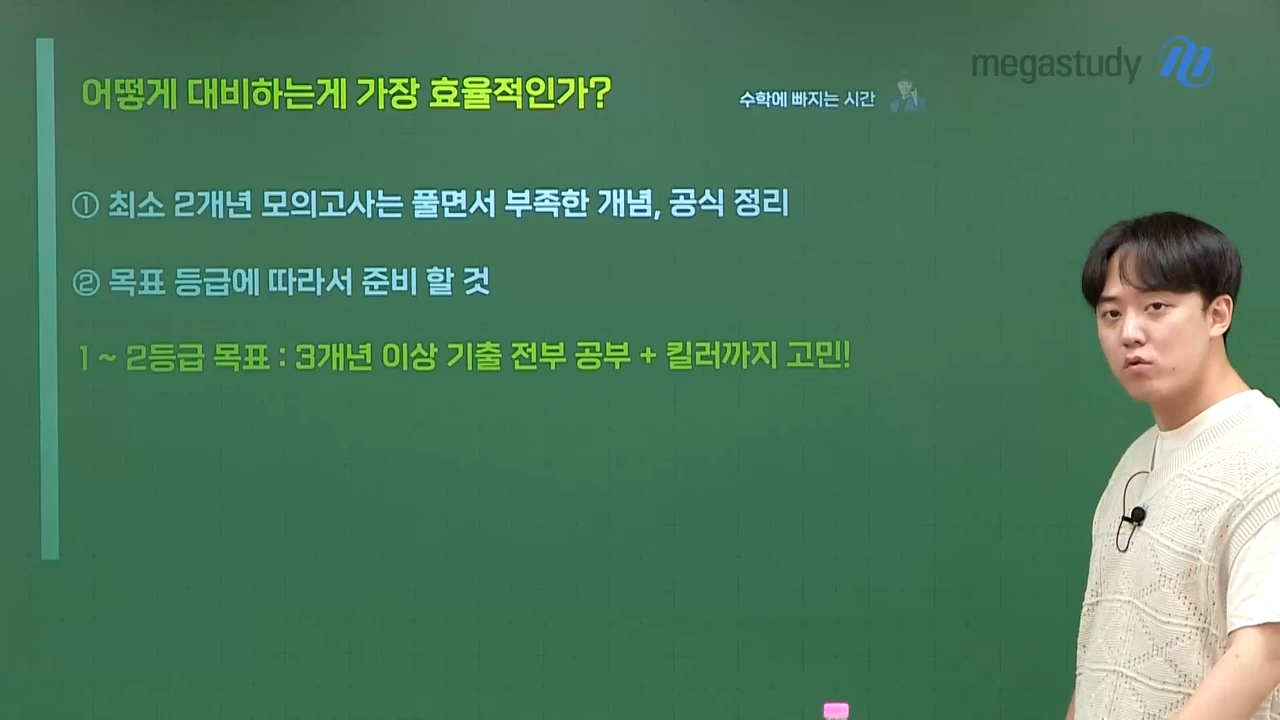 megastudy
어떻게 대비하는게 가장 효율적인가?
수학에 빠지는 시간
① 최소 2개년 모의고사는 풀면서 부족한 개념, 공식 정리
② 목표 등급에 따라서 준비 할 것
1 ~ 2등급 목표 : 3개년 이상 기출 전부 공부 + 킬러까지 고민!